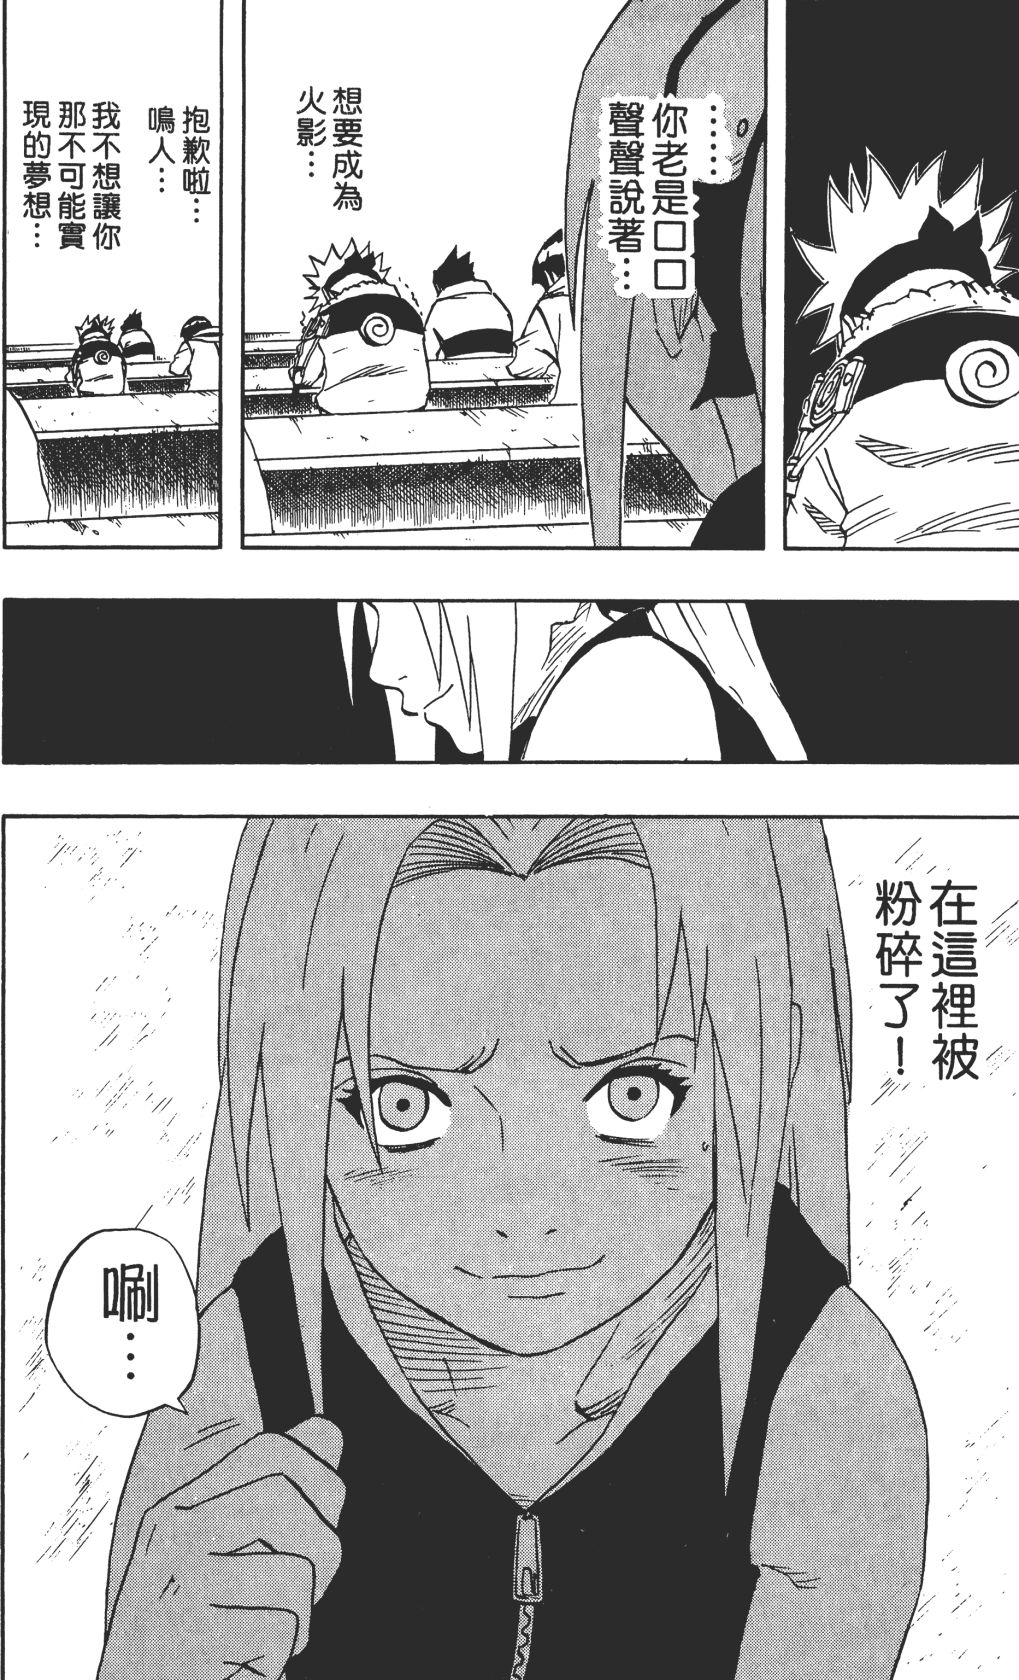 ……
你老是口口
聲聲說著…
想要成為
火影…
抱歉啦…
鳴人…
我不想讓你
那不可能實
現的夢想…
在這裡被
粉碎了！
唰…